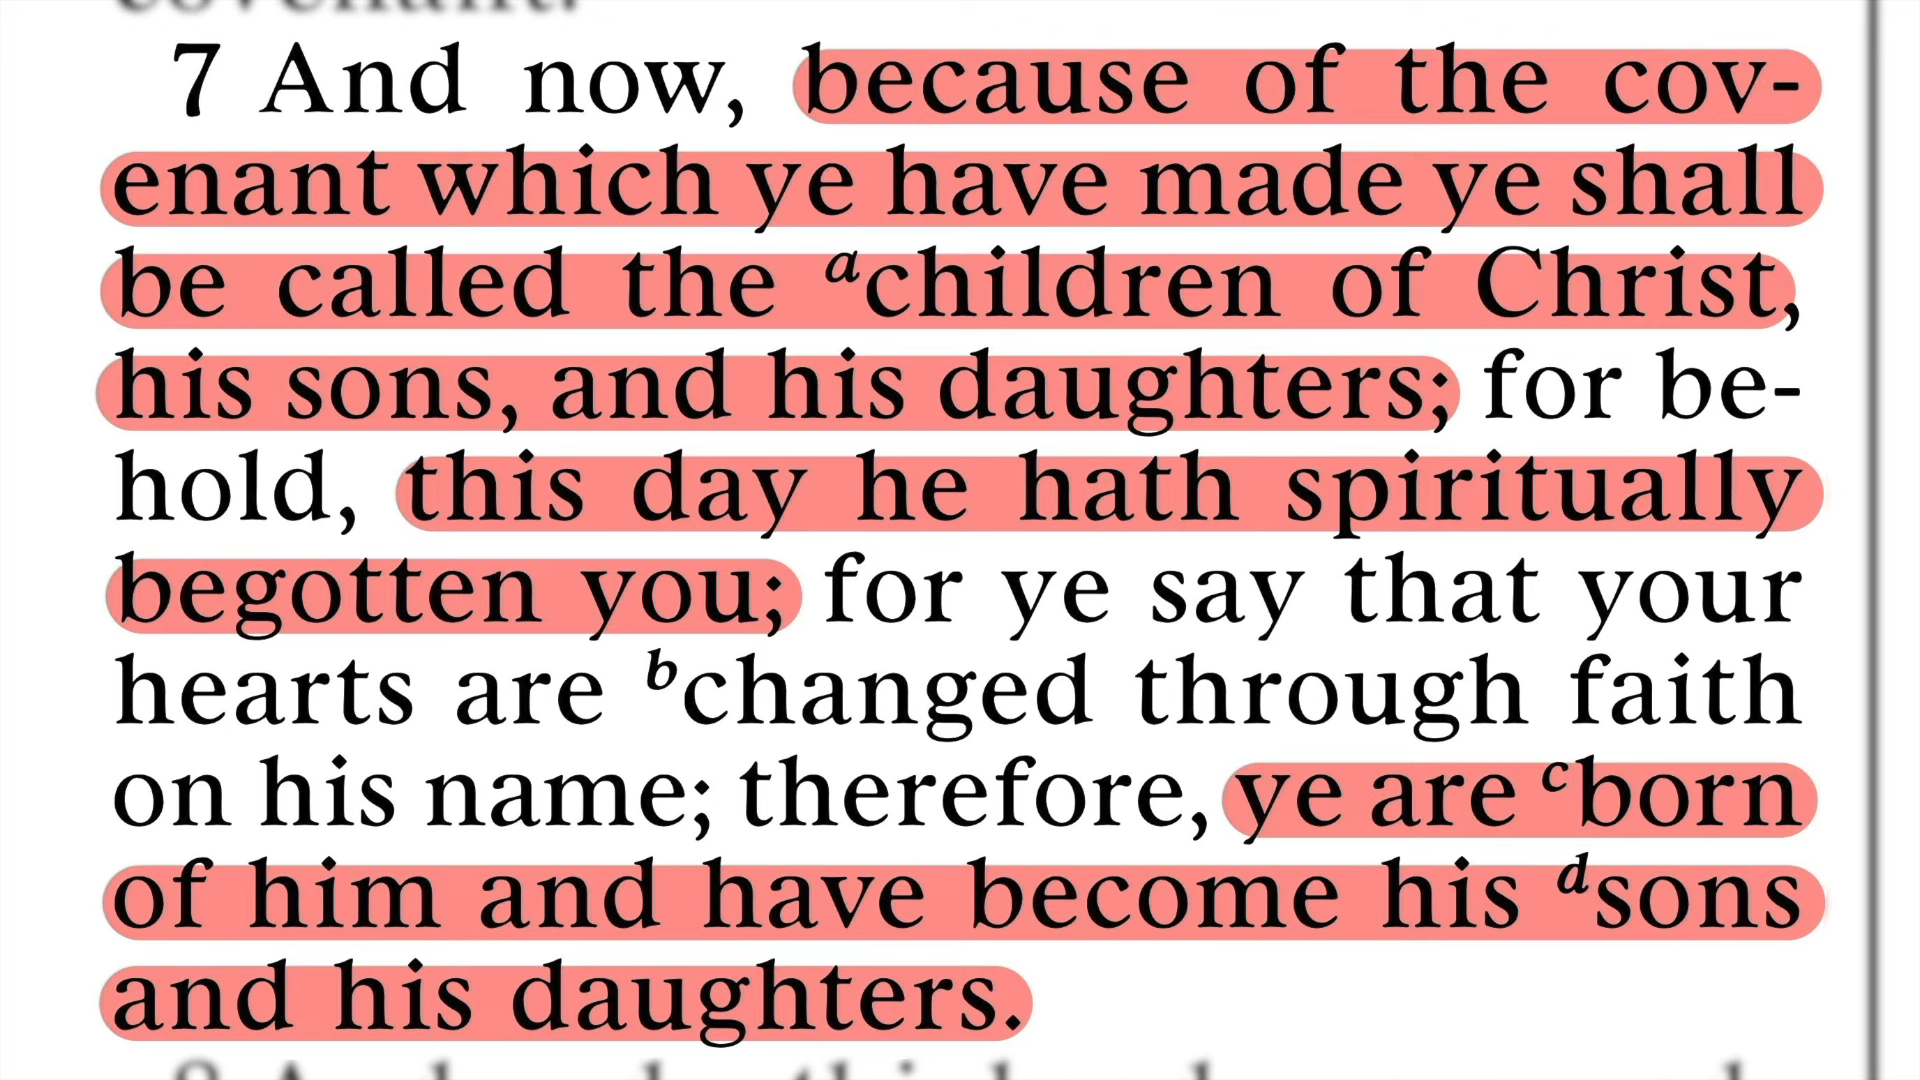 covenant.
7 And now, because of the cov-
enant which ye have made ye shall
be called the achildren of Christ,
his sons, and his daughters; for be-
hold, this day he hath spiritually
begotten you; for ye say that your
hearts are bchanged through faith
on his name; therefore, ye are cborn
of him and have become his dsons
and his daughters.